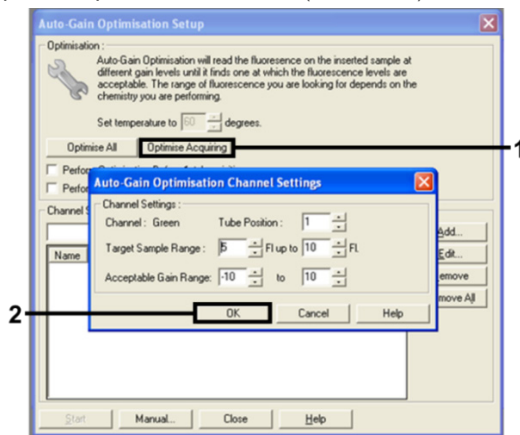 Auto-Gain Optimisation Setup
Optimisation :
Auto-Gain Optimisation will read the fluoresence on the inserted sample at
different gain levels until it finds one at which the fluorescence levels are
acceptable. The range of fluorescence you are looking for depends on the
chemistry you are performing.
Set temperature to 60 degrees.
Optimise All Optimise Acquiring 1
Perfor
Perfor
Auto-Gain Optimisation Channel Settings
Channel S
Channel Settings :
Channel : Green Tube Position : 1
Add...
Target Sample Range : 5 Fl up to 10 Fl.
Name Edit...
Acceptable Gain Range: -10 to 10
emove
move All
2 OK Cancel Help
Start Manual... Close Help